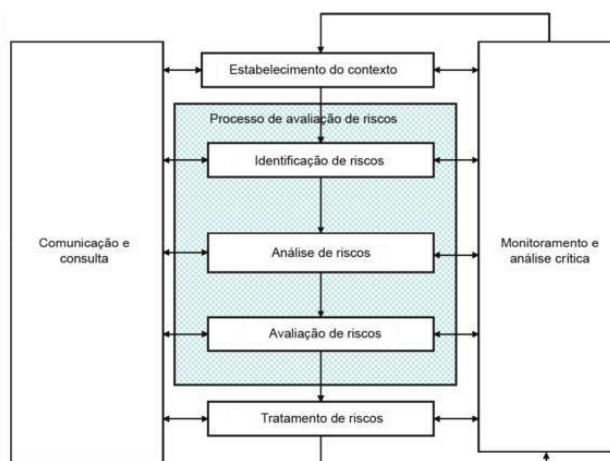 Estabelecimento do contexto
Processo de avaliação de riscos
Identificação de riscos
Comunicação e
consulta
Análise de riscos
Monitoramento e
análise crítica
Avaliação de riscos
Tratamento de riscos